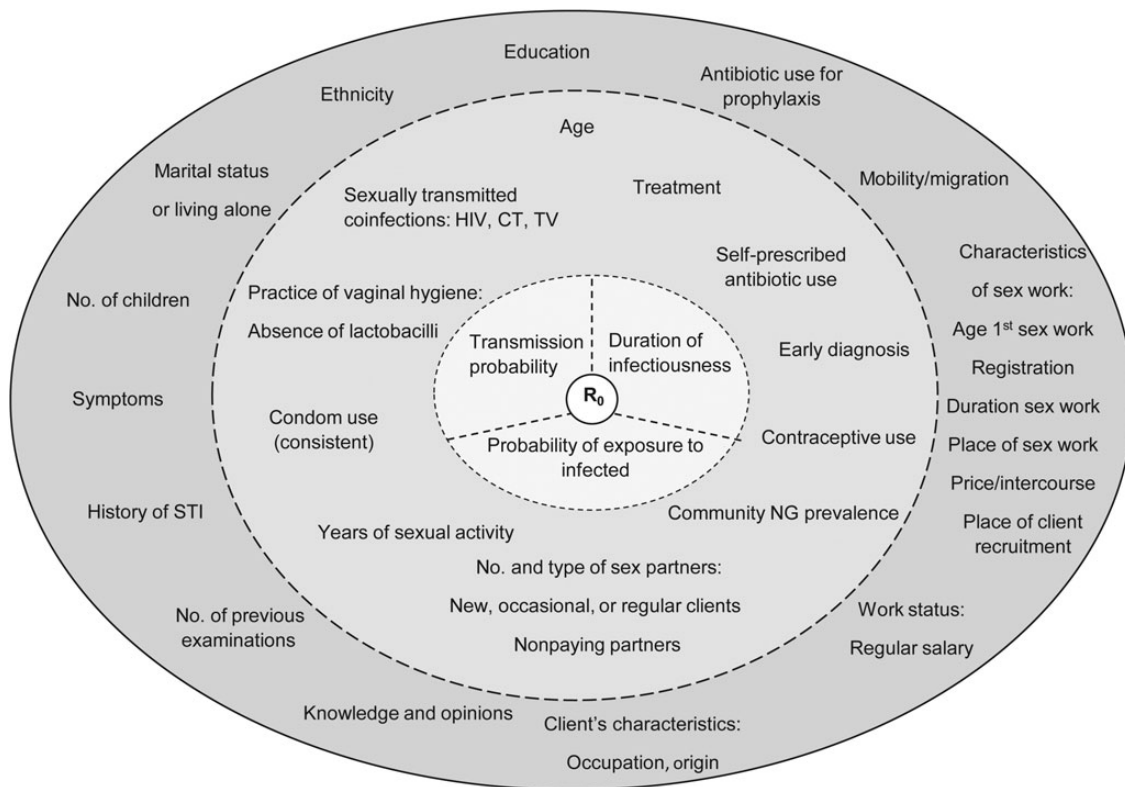 Education
Antibiotic use for
prophylaxis
Ethnicity
Age
Marital status
or living alone
Sexually transmitted
coinfections: HIV, CT, TV
Treatment
Mobility/migration
Self-prescribed
antibiotic use
Characteristics
of sex work:
Age 1st sex work
Registration
Duration sex work
Place of sex work
Price/intercourse
Place of client
recruitment
No. of children
Practice of vaginal hygiene:
Absence of lactobacilli
Transmission
probability
Duration of
infectiousness
Early diagnosis
R0
Symptoms
Condom use
(consistent)
Probability of exposure to
infected
Contraceptive use
History of STI
Years of sexual activity
Community NG prevalence
No. and type of sex partners:
New, occasional, or regular clients
Nonpaying partners
No. of previous
examinations
Work status:
Regular salary
Knowledge and opinions
Client's characteristics:
Occupation, origin